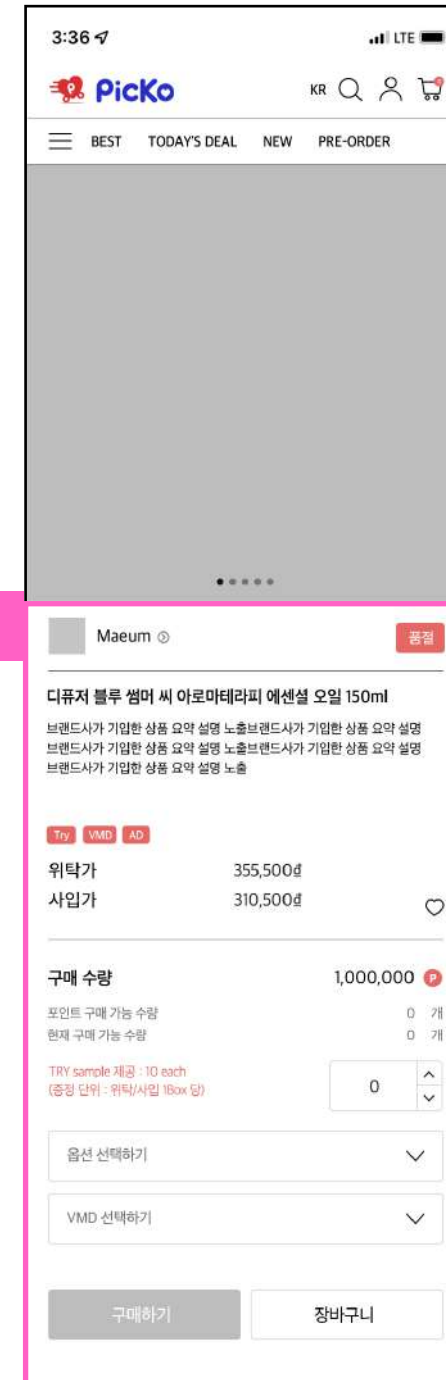 3:36 LTE
PicKo KR 0
BEST TODAY'S DEAL NEW PRE-ORDER
Maeum 품절
디퓨저 블루 썸머 씨 아로마테라피 에센셜 오일 150ml
브랜드사가 기입한 상품 요약 설명 노출브랜드사가 기입한 상품 요약 설명
브랜드사가 기입한 상품 요약 설명 노출브랜드사가 기입한 상품 요약 설명
브랜드사가 기입한 상품 요약 설명 노출
Try VMD AD
위탁가 355,500₫
사입가 310,500₫
구매 수량 1,000,000 P
포인트 구매 가능 수량 0 개
현재 구매 가능 수량 0 개
TRY sample 제공 : 10 each
(증정 단위 : 위탁/사입 1Box 당)
0
옵션 선택하기
VMD 선택하기
구매하기 장바구니